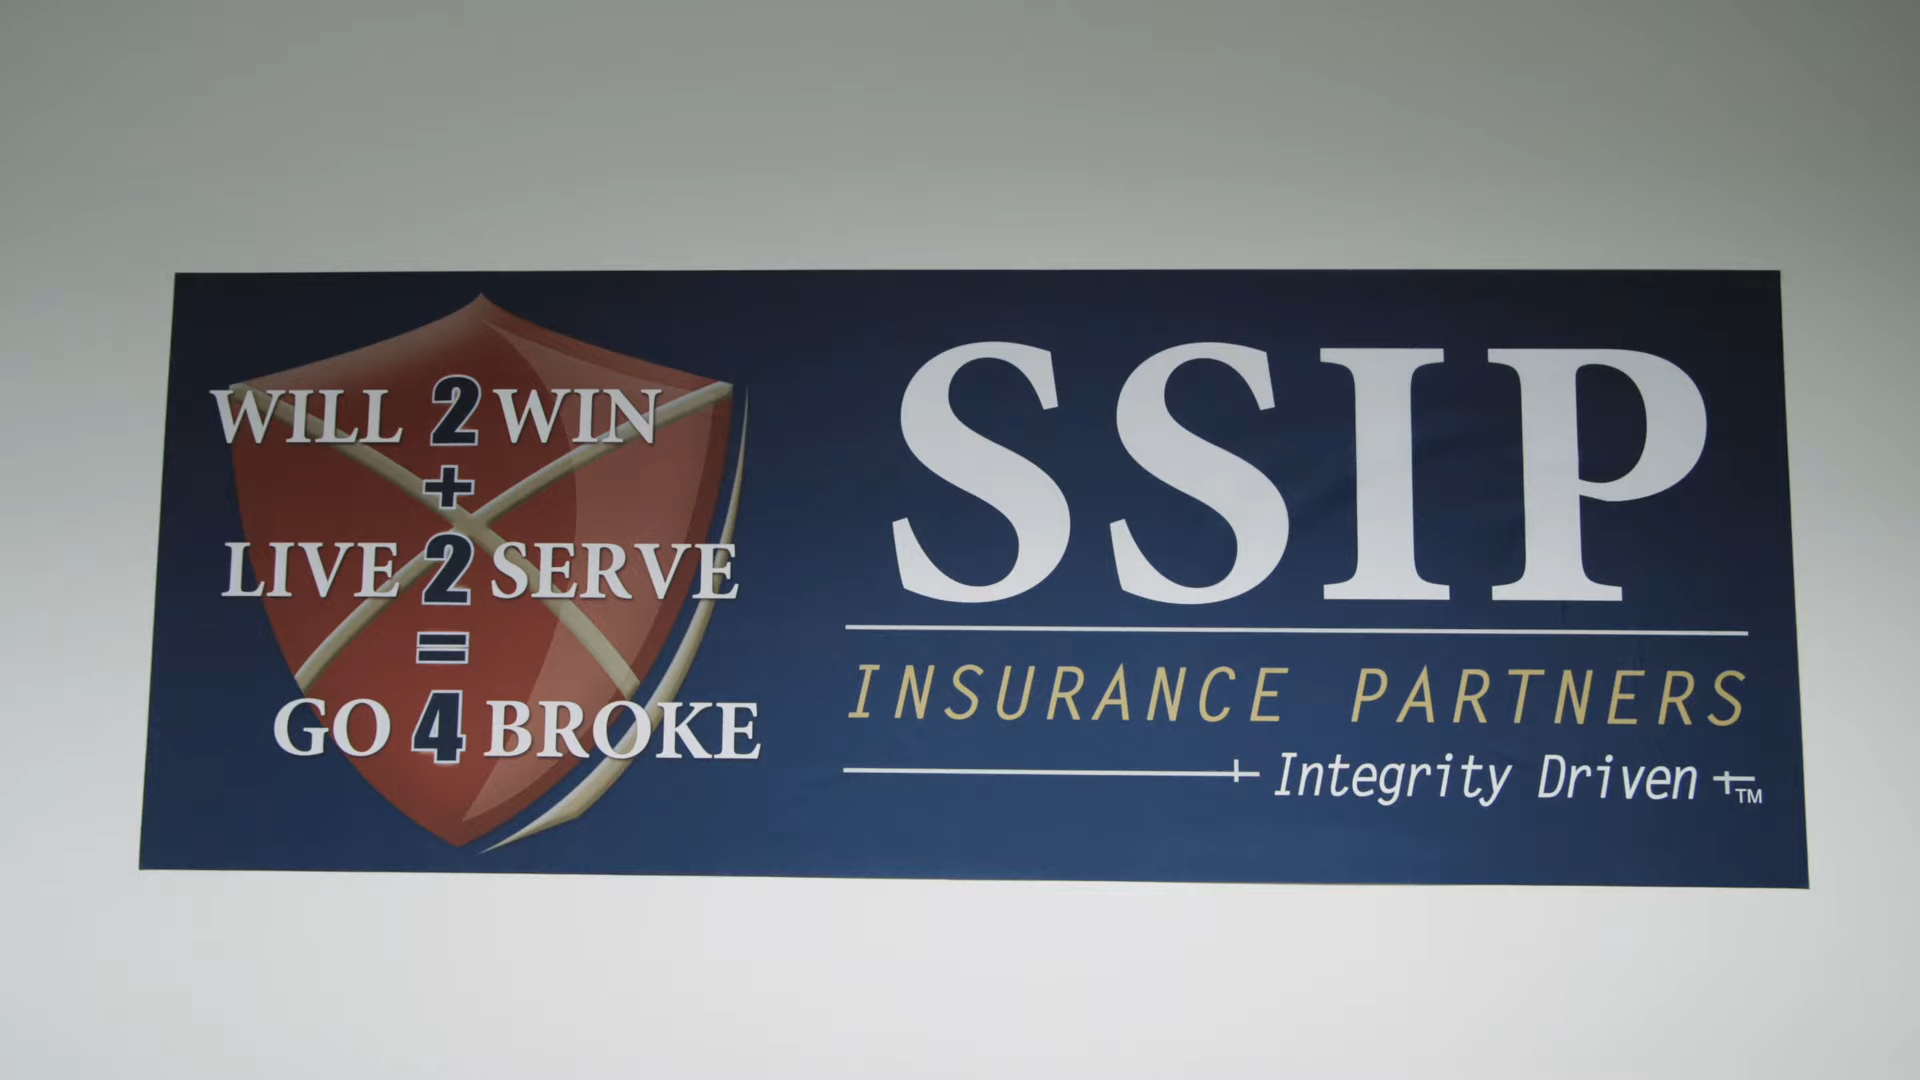 WILL 2 WIN
+
LIVE 2 SERVE
=
GO 4 BROKE
SSIP
INSURANCE PARTNERS
Integrity Driven
TM